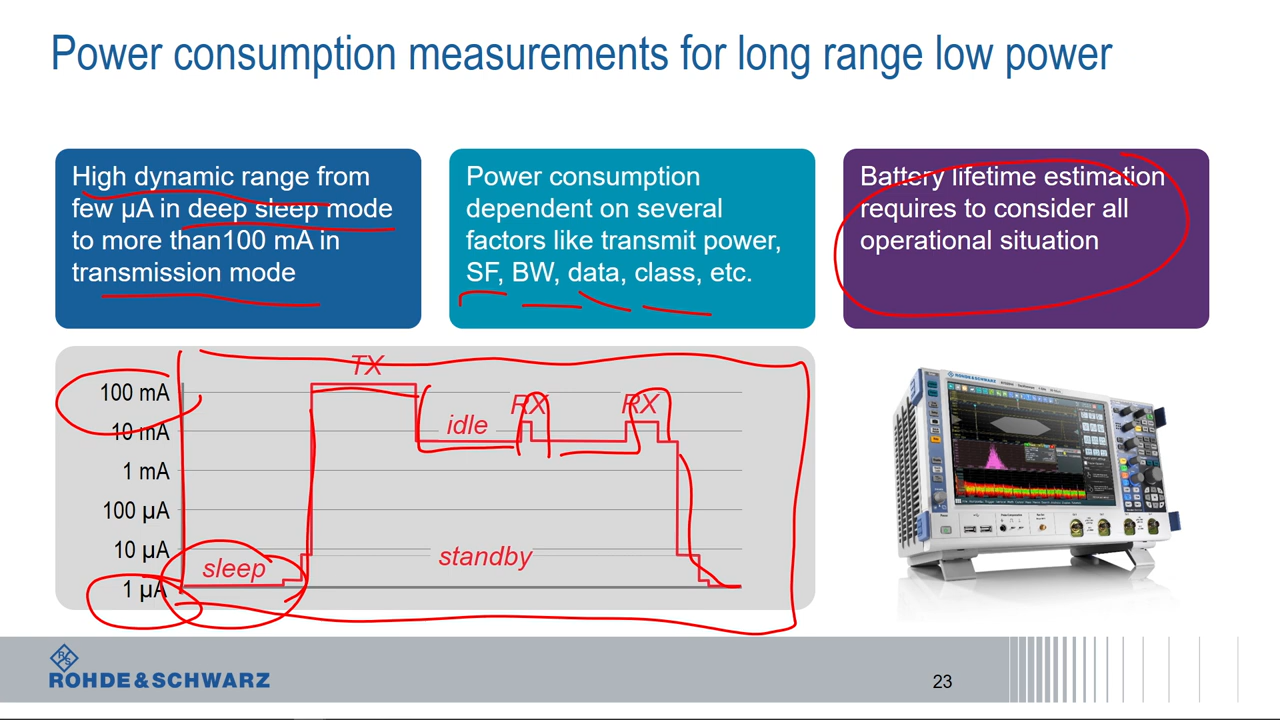 Power consumption measurements for long range low power
High dynamic range from
few µA in deep sleep mode
to more than100 mA in
transmission mode
Power consumption
dependent on several
factors like transmit power,
SF, BW, data, class, etc.
Battery lifetime estimation
requires to consider all
operational situation
TX
100 mA
RX
RX
idle
10 mA
1 mA
100 µA
10 µA
standby
sleep
1 µA
ROHDE & SCHWARZ
R S
ROHDE & SCHWARZ
23